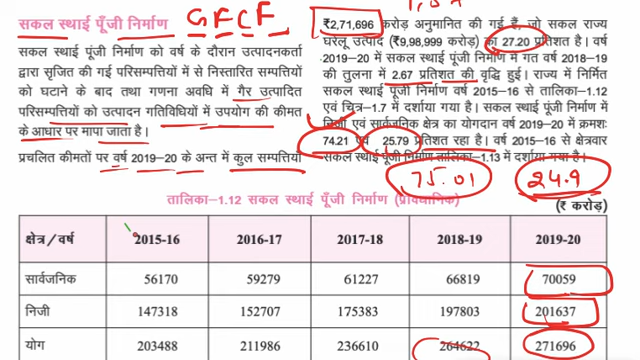 सकल स्थाई पूँजी निर्माण GFCF
सकल स्थाई पूंजी निर्माण को वर्ष के दौरान उत्पादनकर्ता
द्वारा सृजित की गई परिसम्पत्तियों में से निस्तारित सम्पत्तियों
को घटाने के बाद तथा गणना अवधि में गैर उत्पादित
परिसम्पत्तियों को उत्पादन गतिविधियों में उपयोग की कीमत
के आधार पर मापा जाता है।
प्रचलित कीमतों पर वर्ष 2019-20 के अन्त में कुल सम्पत्तियां
₹2,71,696 करोड़ अनुमानित की गई हैं, जो सकल राज्य
घरेलू उत्पाद (₹9,98,999 करोड़) का 27.20 प्रतिशत है। वर्ष
2019-20 में सकल स्थाई पूंजी निर्माण में गत वर्ष 2018-19
की तुलना में 2.67 प्रतिशत की वृद्धि हुई। राज्य में निर्मित
सकल स्थाई पूंजी निर्माण वर्ष 2015-16 से तालिका-1.12
एवं चित्र-1.7 में दर्शाया गया है। सकल स्थाई पूंजी निर्माण में
निजी एवं सार्वजनिक क्षेत्र का योगदान वर्ष 2019-20 में क्रमशः
74.21 एवं 25.79 प्रतिशत रहा है। वर्ष 2015-16 से क्षेत्रवार
सकल स्थाई पूंजी निर्माण तालिका-1.13 में दर्शाया गया है।
75.01 24.9
तालिका-1.12 सकल स्थाई पूँजी निर्माण (प्रावधानिक)
(₹ करोड़)
क्षेत्र/वर्ष 2015-16 2016-17 2017-18 2018-19 2019-20
सार्वजनिक 56170 59279 61227 66819 70059
निजी 147318 152707 175383 197803 201637
योग 203488 211986 236610 264622 271696